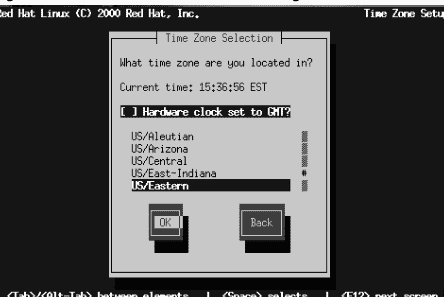 ed Hat Linux (C) 2000 Red Hat, Inc. Time Zone Setu
Time Zone Selection
What time zone are you located in?
Current time: 15:36:56 EST
[ ] Hardware clock set to GMT?
US/Aleutian
US/Arizona
US/Central
US/East-Indiana
US/Eastern
OK Back
<Tab>/<Alt-Tab> between elements | <Space> selects | <F12> next screen